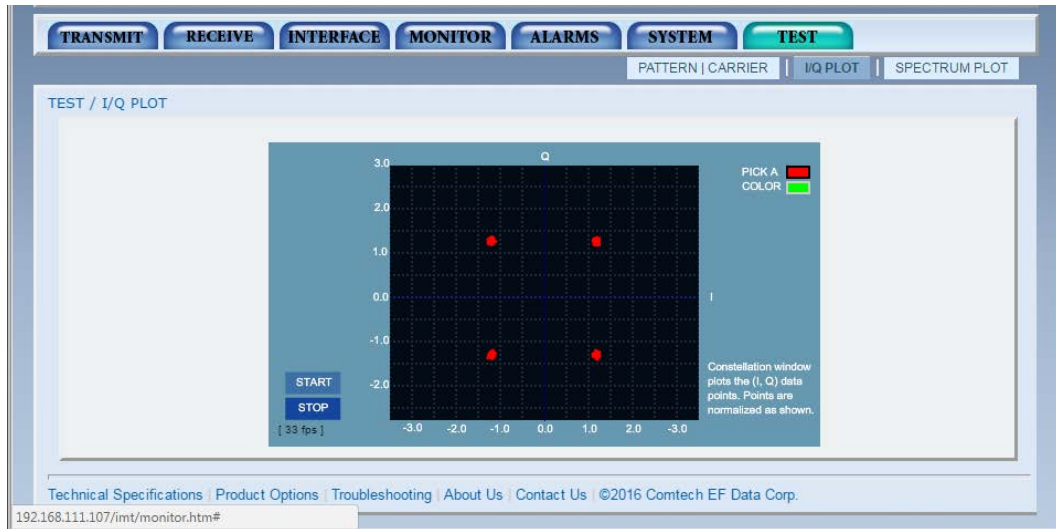 TRANSMIT RECEIVE INTERFACE MONITOR ALARMS SYSTEM TEST
PATTERN | CARRIER | I/Q PLOT | SPECTRUM PLOT
TEST / I/Q PLOT
Q
3.0
2.0
1.0
0.0
-1.0
-2.0
I
PICK A
COLOR
Constellation window
plots the (I, Q) data
points. Points are
normalized as shown.
START
STOP
[ 33 fps ]
-3.0 -2.0 -1.0 0.0 1.0 2.0 -3.0
Technical Specifications | Product Options | Troubleshooting | About Us | Contact Us | ©2016 Comtech EF Data Corp.
192.168.111.107/imt/monitor.htm#